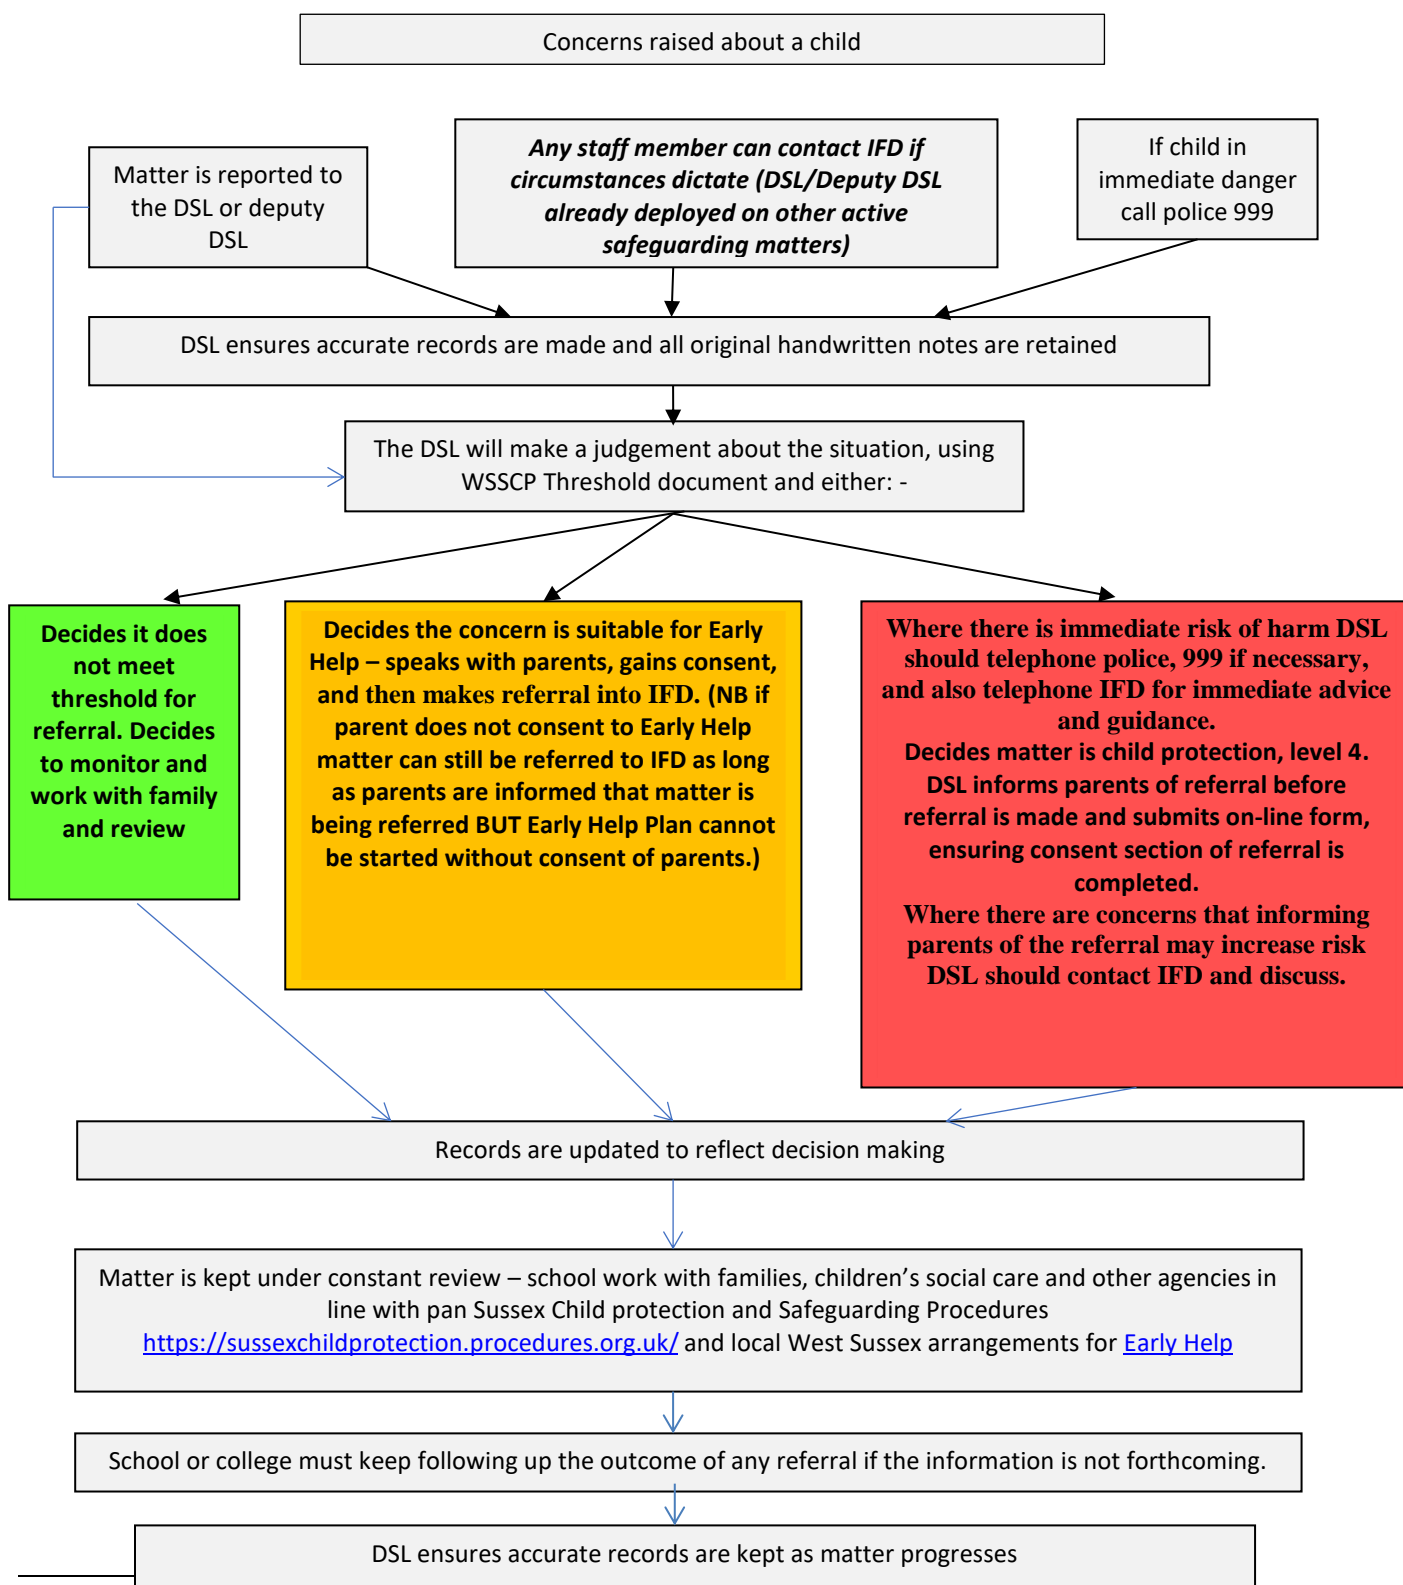 Concerns raised about a child
Matter is reported to
the DSL or deputy
DSL
Any staff member can contact IFD if
circumstances dictate (DSL/Deputy DSL
already deployed on other active
safeguarding matters)
If child in
immediate danger
call police 999
DSL ensures accurate records are made and all original handwritten notes are retained
The DSL will make a judgement about the situation, using
WSSCP Threshold document and either: -
Decides it does
not meet
threshold for
referral. Decides
to monitor and
work with family
and review
Decides the concern is suitable for Early
Help – speaks with parents, gains consent,
and then makes referral into IFD. (NB if
parent does not consent to Early Help
matter can still be referred to IFD as long
as parents are informed that matter is
being referred BUT Early Help Plan cannot
be started without consent of parents.)
Where there is immediate risk of harm DSL
should telephone police, 999 if necessary,
and also telephone IFD for immediate advice
and guidance.
Decides matter is child protection, level 4.
DSL informs parents of referral before
referral is made and submits on-line form,
ensuring consent section of referral is
completed.
Where there are concerns that informing
parents of the referral may increase risk
DSL should contact IFD and discuss.
Records are updated to reflect decision making
Matter is kept under constant review – school work with families, children’s social care and other agencies in
line with pan Sussex Child protection and Safeguarding Procedures
https://sussexchildprotection.procedures.org.uk/ and local West Sussex arrangements for Early Help
School or college must keep following up the outcome of any referral if the information is not forthcoming.
DSL ensures accurate records are kept as matter progresses